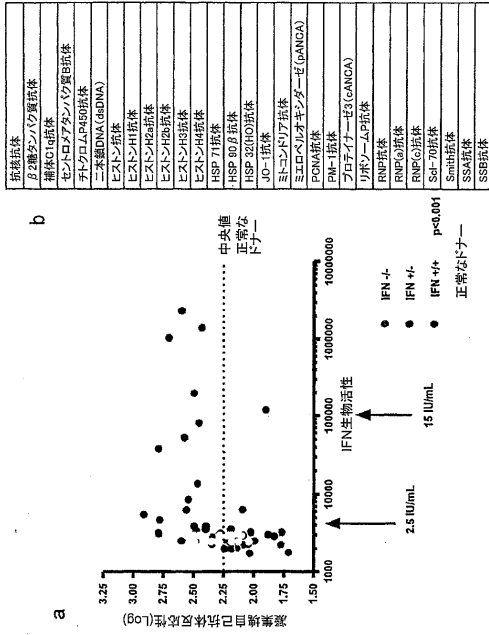 a
凝集塊自己抗体反応性(Log)
3.25
3.00
2.75
2.50
2.25
2.00
1.75
1.50
1000
10000
100000
1000000
10000000
IFN生物活性
中央値
正常な
ドナー
2.5 IU/mL
15 IU/mL
IFN -/-
IFN +/-
IFN +/+ p<0.001
正常なドナー
b
抗核抗体
β2糖タンパク質抗体
補体C1q抗体
セントロメアタンパク質B抗体
チトクロムP450抗体
二本鎖DNA(dsDNA)
ヒストン抗体
ヒストンH1抗体
ヒストンH2a抗体
ヒストンH2b抗体
ヒストンH3抗体
ヒストンH4抗体
HSP 71抗体
HSP 90β抗体
HSP 32(HO)抗体
JO-1抗体
ミトコンドリア抗体
ミエロペルオキシダーゼ(pANCA)
PCNA抗体
PM-1抗体
プロテイナーゼ3(cANCA)
リボソームP抗体
RNP抗体
RNP(a)抗体
RNP(c)抗体
Scl-70抗体
Smith抗体
SSA抗体
SSB抗体